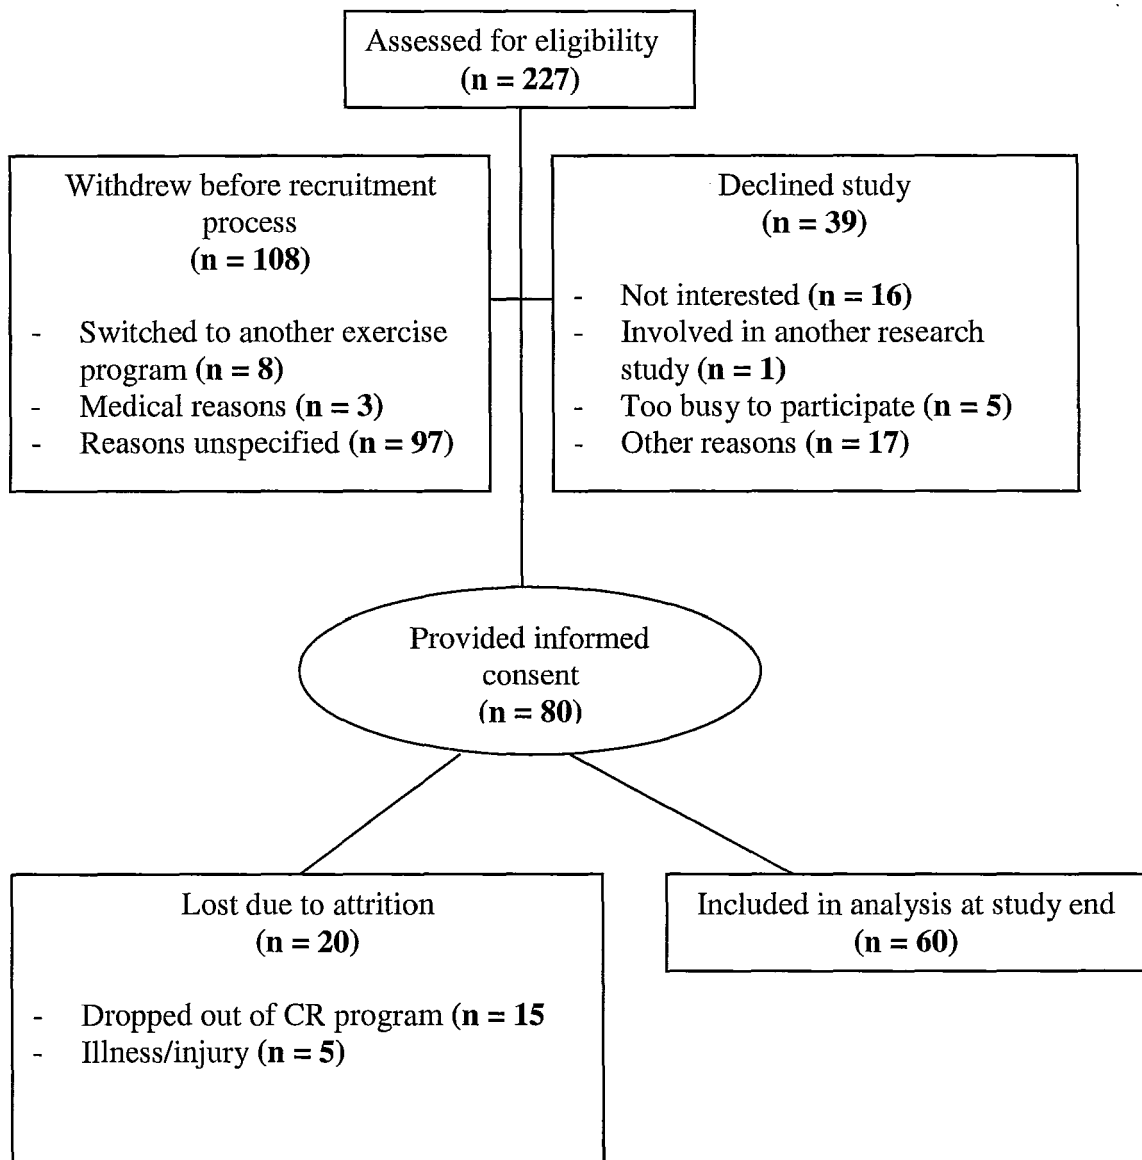 Assessed for eligibility
(n = 227)
Withdrew before recruitment
process
(n = 108)
- Switched to another exercise
program (n = 8)
- Medical reasons (n = 3)
- Reasons unspecified (n = 97)
Declined study
(n = 39)
- Not interested (n = 16)
- Involved in another research
study (n = 1)
- Too busy to participate (n = 5)
- Other reasons (n = 17)
Provided informed
consent
(n = 80)
Lost due to attrition
(n = 20)
- Dropped out of CR program (n = 15
- Illness/injury (n = 5)
Included in analysis at study end
(n = 60)